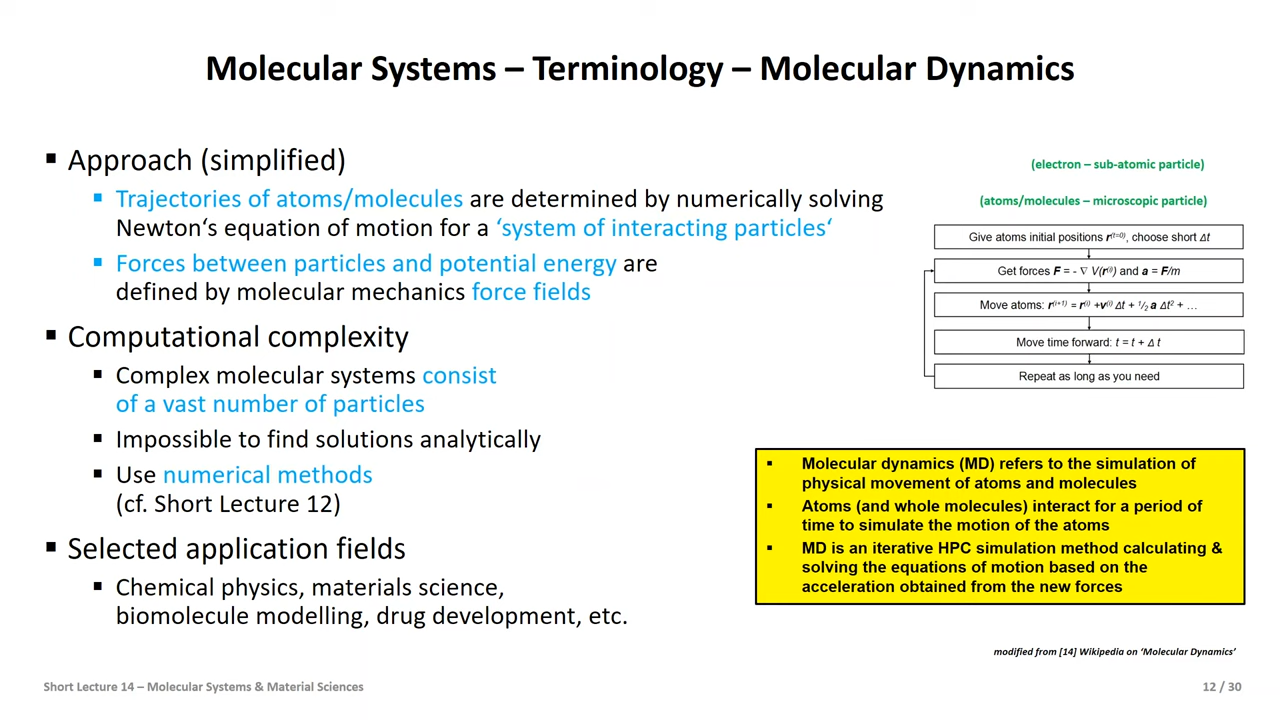 Molecular Systems – Terminology – Molecular Dynamics
▪ Approach (simplified)
▪ Trajectories of atoms/molecules are determined by numerically solving
Newton‘s equation of motion for a ‘system of interacting particles‘
▪ Forces between particles and potential energy are
defined by molecular mechanics force fields
▪ Computational complexity
▪ Complex molecular systems consist
of a vast number of particles
▪ Impossible to find solutions analytically
▪ Use numerical methods
(cf. Short Lecture 12)
▪ Selected application fields
▪ Chemical physics, materials science,
biomolecule modelling, drug development, etc.
(electron – sub-atomic particle)
(atoms/molecules – microscopic particle)
Give atoms initial positions r⁽ᵗ⁼⁰⁾, choose short Δt
Get forces F = - ∇ V(r⁽ⁱ⁾) and a = F/m
Move atoms: r⁽ⁱ⁺¹⁾ = r⁽ⁱ⁾ +v⁽ⁱ⁾ Δt + ¹/₂ a Δt² + …
Move time forward: t = t + Δ t
Repeat as long as you need
▪ Molecular dynamics (MD) refers to the simulation of
physical movement of atoms and molecules
▪ Atoms (and whole molecules) interact for a period of
time to simulate the motion of the atoms
▪ MD is an iterative HPC simulation method calculating &
solving the equations of motion based on the
acceleration obtained from the new forces
modified from [14] Wikipedia on ‘Molecular Dynamics’
Short Lecture 14 – Molecular Systems & Material Sciences
12 / 30